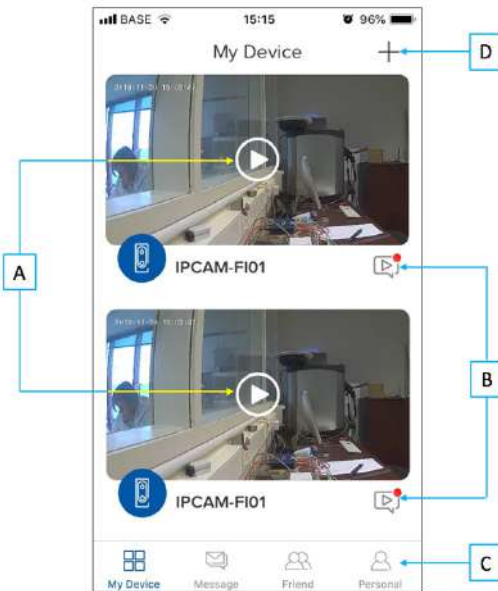 BASE 15:15 96%
My Device
D
IPCAM-FI01
A
B
IPCAM-FI01
C
My Device Message Friend Personal